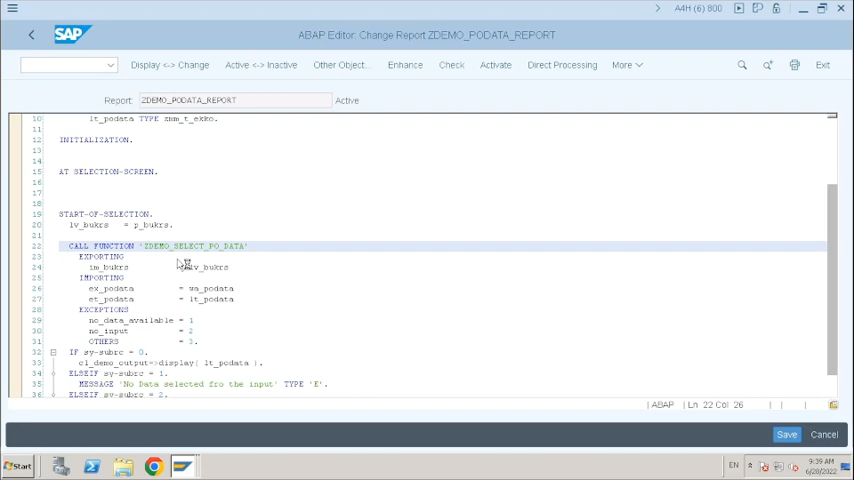 A4H (6) 800
SAP
ABAP Editor: Change Report ZDEMO_PODATA_REPORT
Display <-> Change
Active <-> Inactive
Other Object...
Enhance
Check
Activate
Direct Processing
More
Exit
Report:
ZDEMO_PODATA_REPORT
Active
10 lt_podata TYPE znm_t_ekko.
11
12 INITIALIZATION.
13
14
15 AT SELECTION-SCREEN.
16
17
18
19 START-OF-SELECTION.
20 lv_bukrs = p_bukrs.
21
22 CALL FUNCTION 'ZDEMO_SELECT_PO_DATA'
23 EXPORTING
24 im_bukrs lv_bukrs
25 IMPORTING
26 ex_podata = wa_podata
27 et_podata = lt_podata
28 EXCEPTIONS
29 no_data_available = 1
30 no_input = 2
31 OTHERS = 3.
32 IF sy-subrc = 0.
33 cl_demo_output=>display( lt_podata ).
34 ELSEIF sy-subrc = 1.
35 MESSAGE 'No Data selected fro the input' TYPE 'E'.
36 ELSEIF sy-subrc = 2.
ABAP
Ln 22 Col 26
Save
Cancel
Start
EN
9:39 AM
6/28/2022